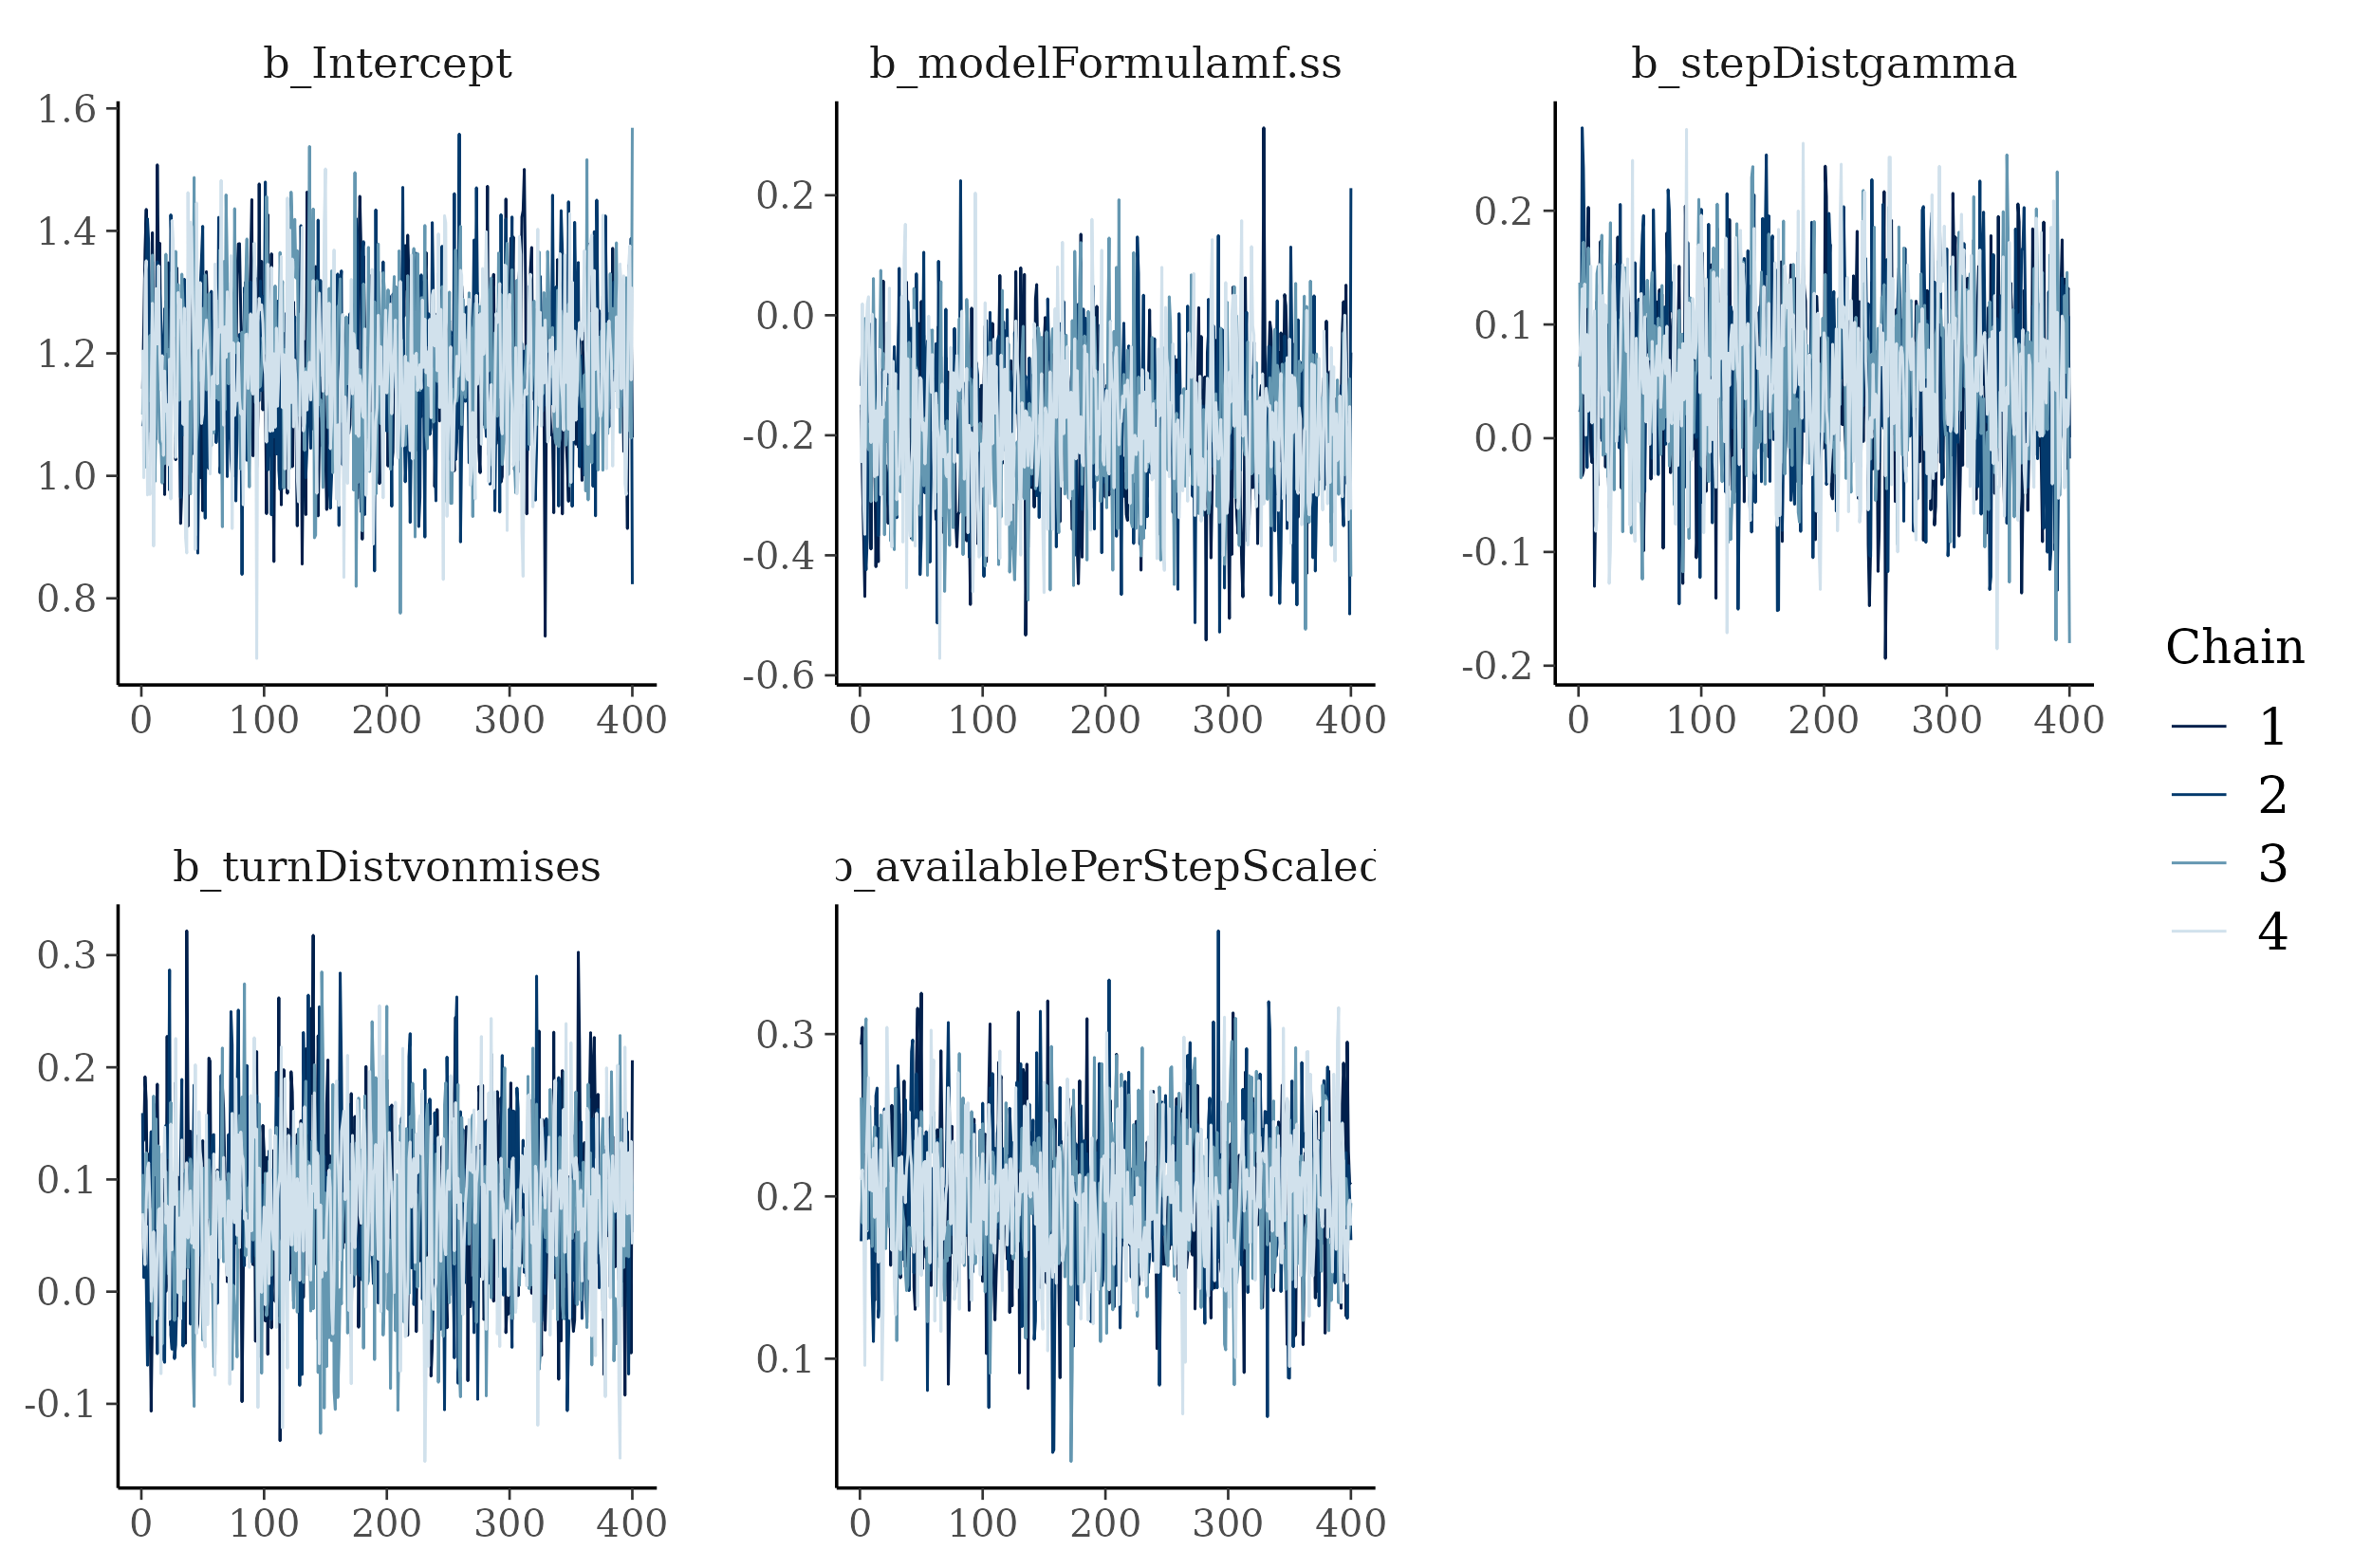 b_Intercept
1.6
1.4
1.2
1.0
0.8
0 100 200 300 400
b_modelFormulamf.ss
0.2
0.0
-0.2
-0.4
-0.6
0 100 200 300 400
b_stepDistgamma
0.2
0.1
0.0
-0.1
-0.2
0 100 200 300 400
b_turnDistvonmises
0.3
0.2
0.1
0.0
-0.1
0 100 200 300 400
b_availablePerStepScaled
0.3
0.2
0.1
0 100 200 300 400
Chain
1
2
3
4